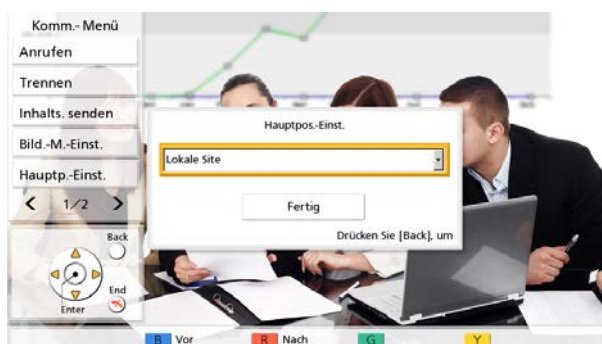 Komm.- Menü
Anrufen
Trennen
Inhalts. senden
Bild.-M.-Einst.
Hauptp.-Einst.
< 1/2 >
Back
End
Enter
Hauptpos.-Einst.
Lokale Site
Fertig
Drücken Sie [Back], um
B Vor R Nach G Y